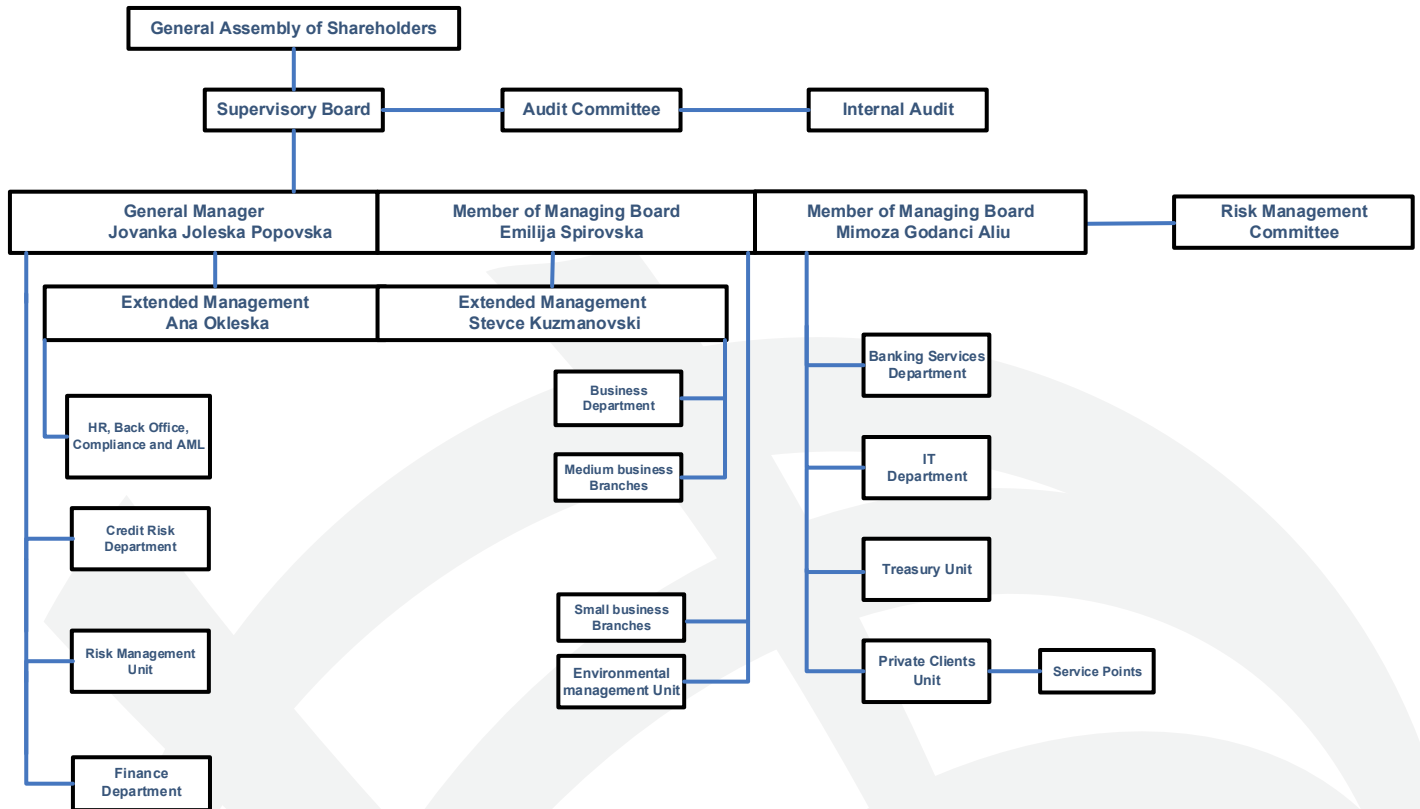 General Assembly of Shareholders
Supervisory Board
Audit Committee
Internal Audit
General Manager
Jovanka Joleska Popovska
Member of Managing Board
Emilija Spirovska
Member of Managing Board
Mimoza Godanci Aliu
Risk Management
Committee
Extended Management
Ana Okleska
Extended Management
Stevce Kuzmanovski
HR, Back Office,
Compliance and AML
Credit Risk
Department
Risk Management
Unit
Finance
Department
Business
Department
Medium business
Branches
Small business
Branches
Environmental
management Unit
Banking Services
Department
IT
Department
Treasury Unit
Private Clients
Unit
Service Points